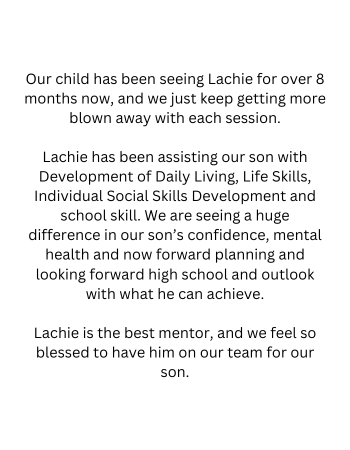 Our child has been seeing Lachie for over 8
months now, and we just keep getting more
blown away with each session.
Lachie has been assisting our son with
Development of Daily Living, Life Skills,
Individual Social Skills Development and
school skill. We are seeing a huge
difference in our son’s confidence, mental
health and now forward planning and
looking forward high school and outlook
with what he can achieve.
Lachie is the best mentor, and we feel so
blessed to have him on our team for our
son.